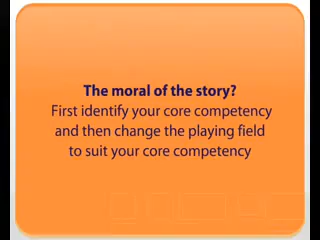 The moral of the story?
First identify your core competency
and then change the playing field
to suit your core competency